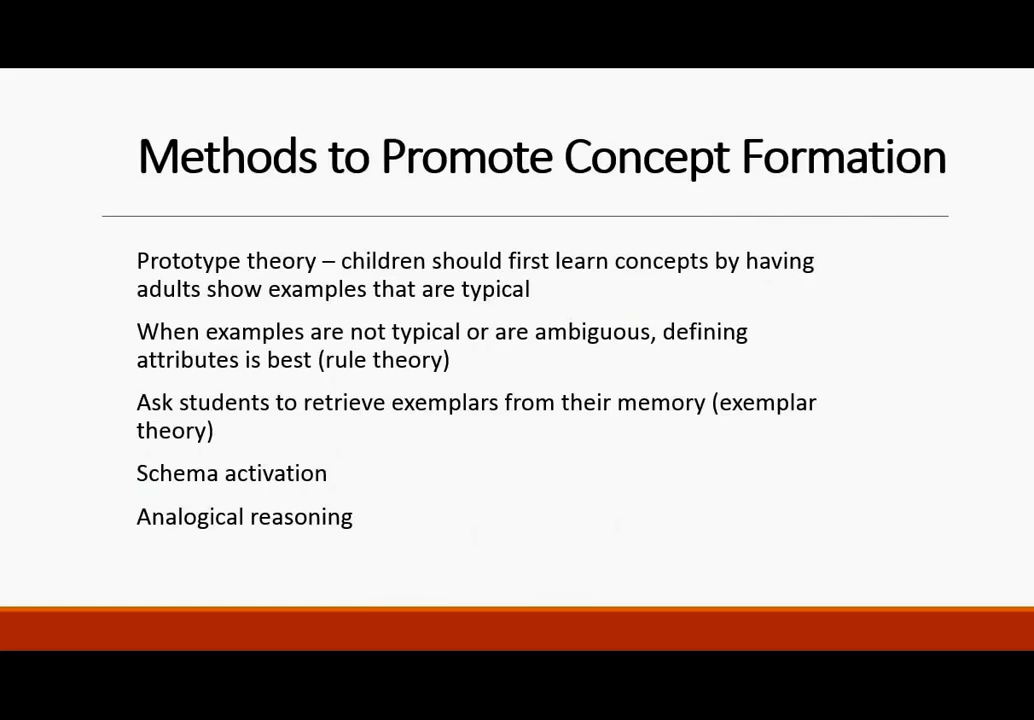 Methods to Promote Concept Formation
Prototype theory – children should first learn concepts by having
adults show examples that are typical
When examples are not typical or are ambiguous, defining
attributes is best (rule theory)
Ask students to retrieve exemplars from their memory (exemplar
theory)
Schema activation
Analogical reasoning